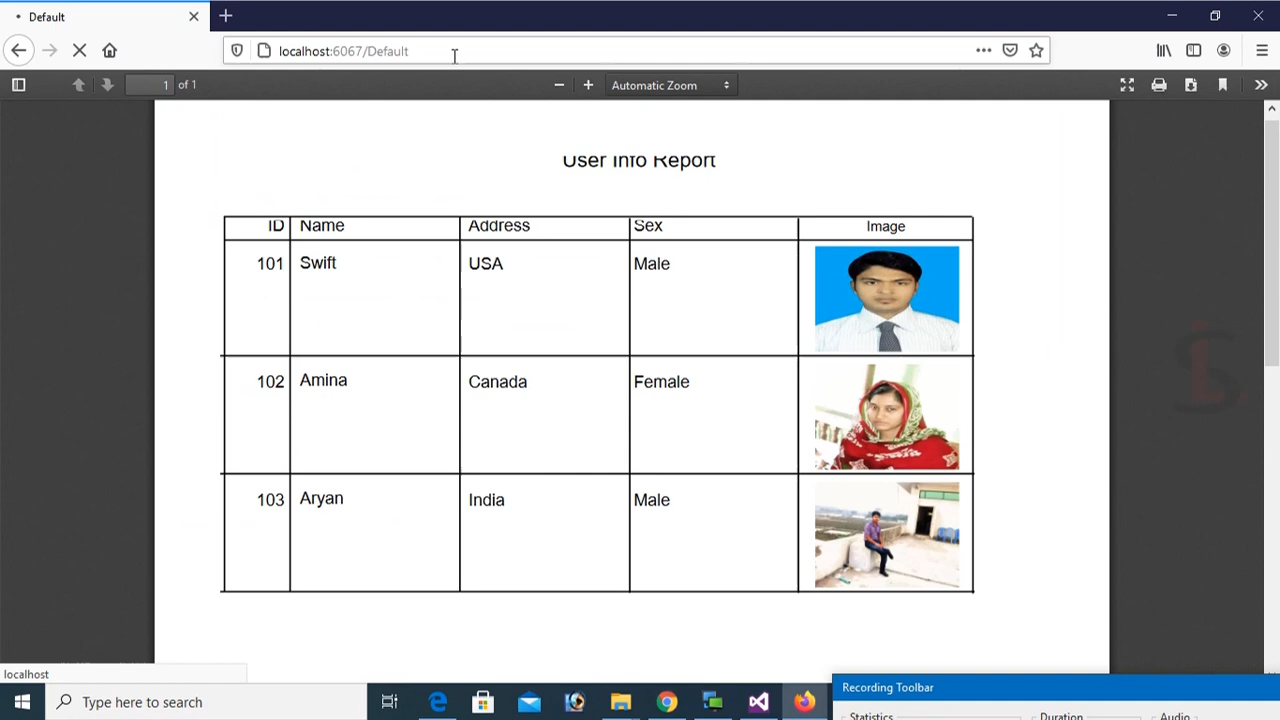 Default
localhost:6067/Default
1 of 1
Automatic Zoom
User Info Report
ID Name Address Sex Image
101 Swift USA Male
102 Amina Canada Female
103 Aryan India Male
localhost
Type here to search
Recording Toolbar
Statistics Duration Audio